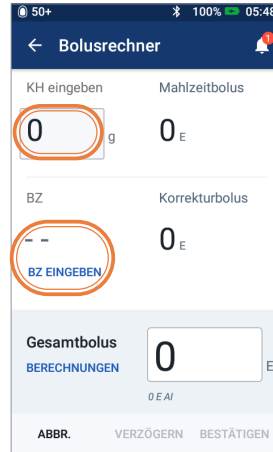 50+ 100% 05:48
Bolusrechner 1
KH eingeben Mahlzeitbolus
0 g 0 E
BZ Korrekturbolus
-- 0 E
BZ EINGEBEN
Gesamtbolus
BERECHNUNGEN 0 E
0 E AI
ABBR. VERZÖGERN BESTÄTIGEN